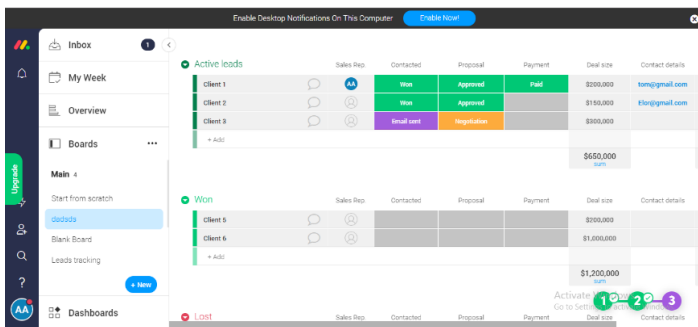 Enable Desktop Notifications On This Computer Enable Now!
Inbox 1
My Week
Overview
Boards
Main 4
Start from scratch
dadsds
Blank Board
Leads tracking
+ New
Dashboards
Upgrade
?
AA
Active leads Sales Rep Contacted Proposal Payment Deal size Contact details
Client 1 AA Won Approved Paid $200,000 tom@gmail.com
Client 2 Won Approved $150,000 Elor@gmail.com
Client 3 Email sent Negotiation $300,000
+ Add
$650,000
sum
Won Sales Rep Contacted Proposal Payment Deal size Contact details
Client 5 $200,000
Client 6 $1,000,000
+ Add
$1,200,000
sum
Activate
Go to
1 2 3
Lost Sales Rep Contacted Proposal Payment Deal size Contact details